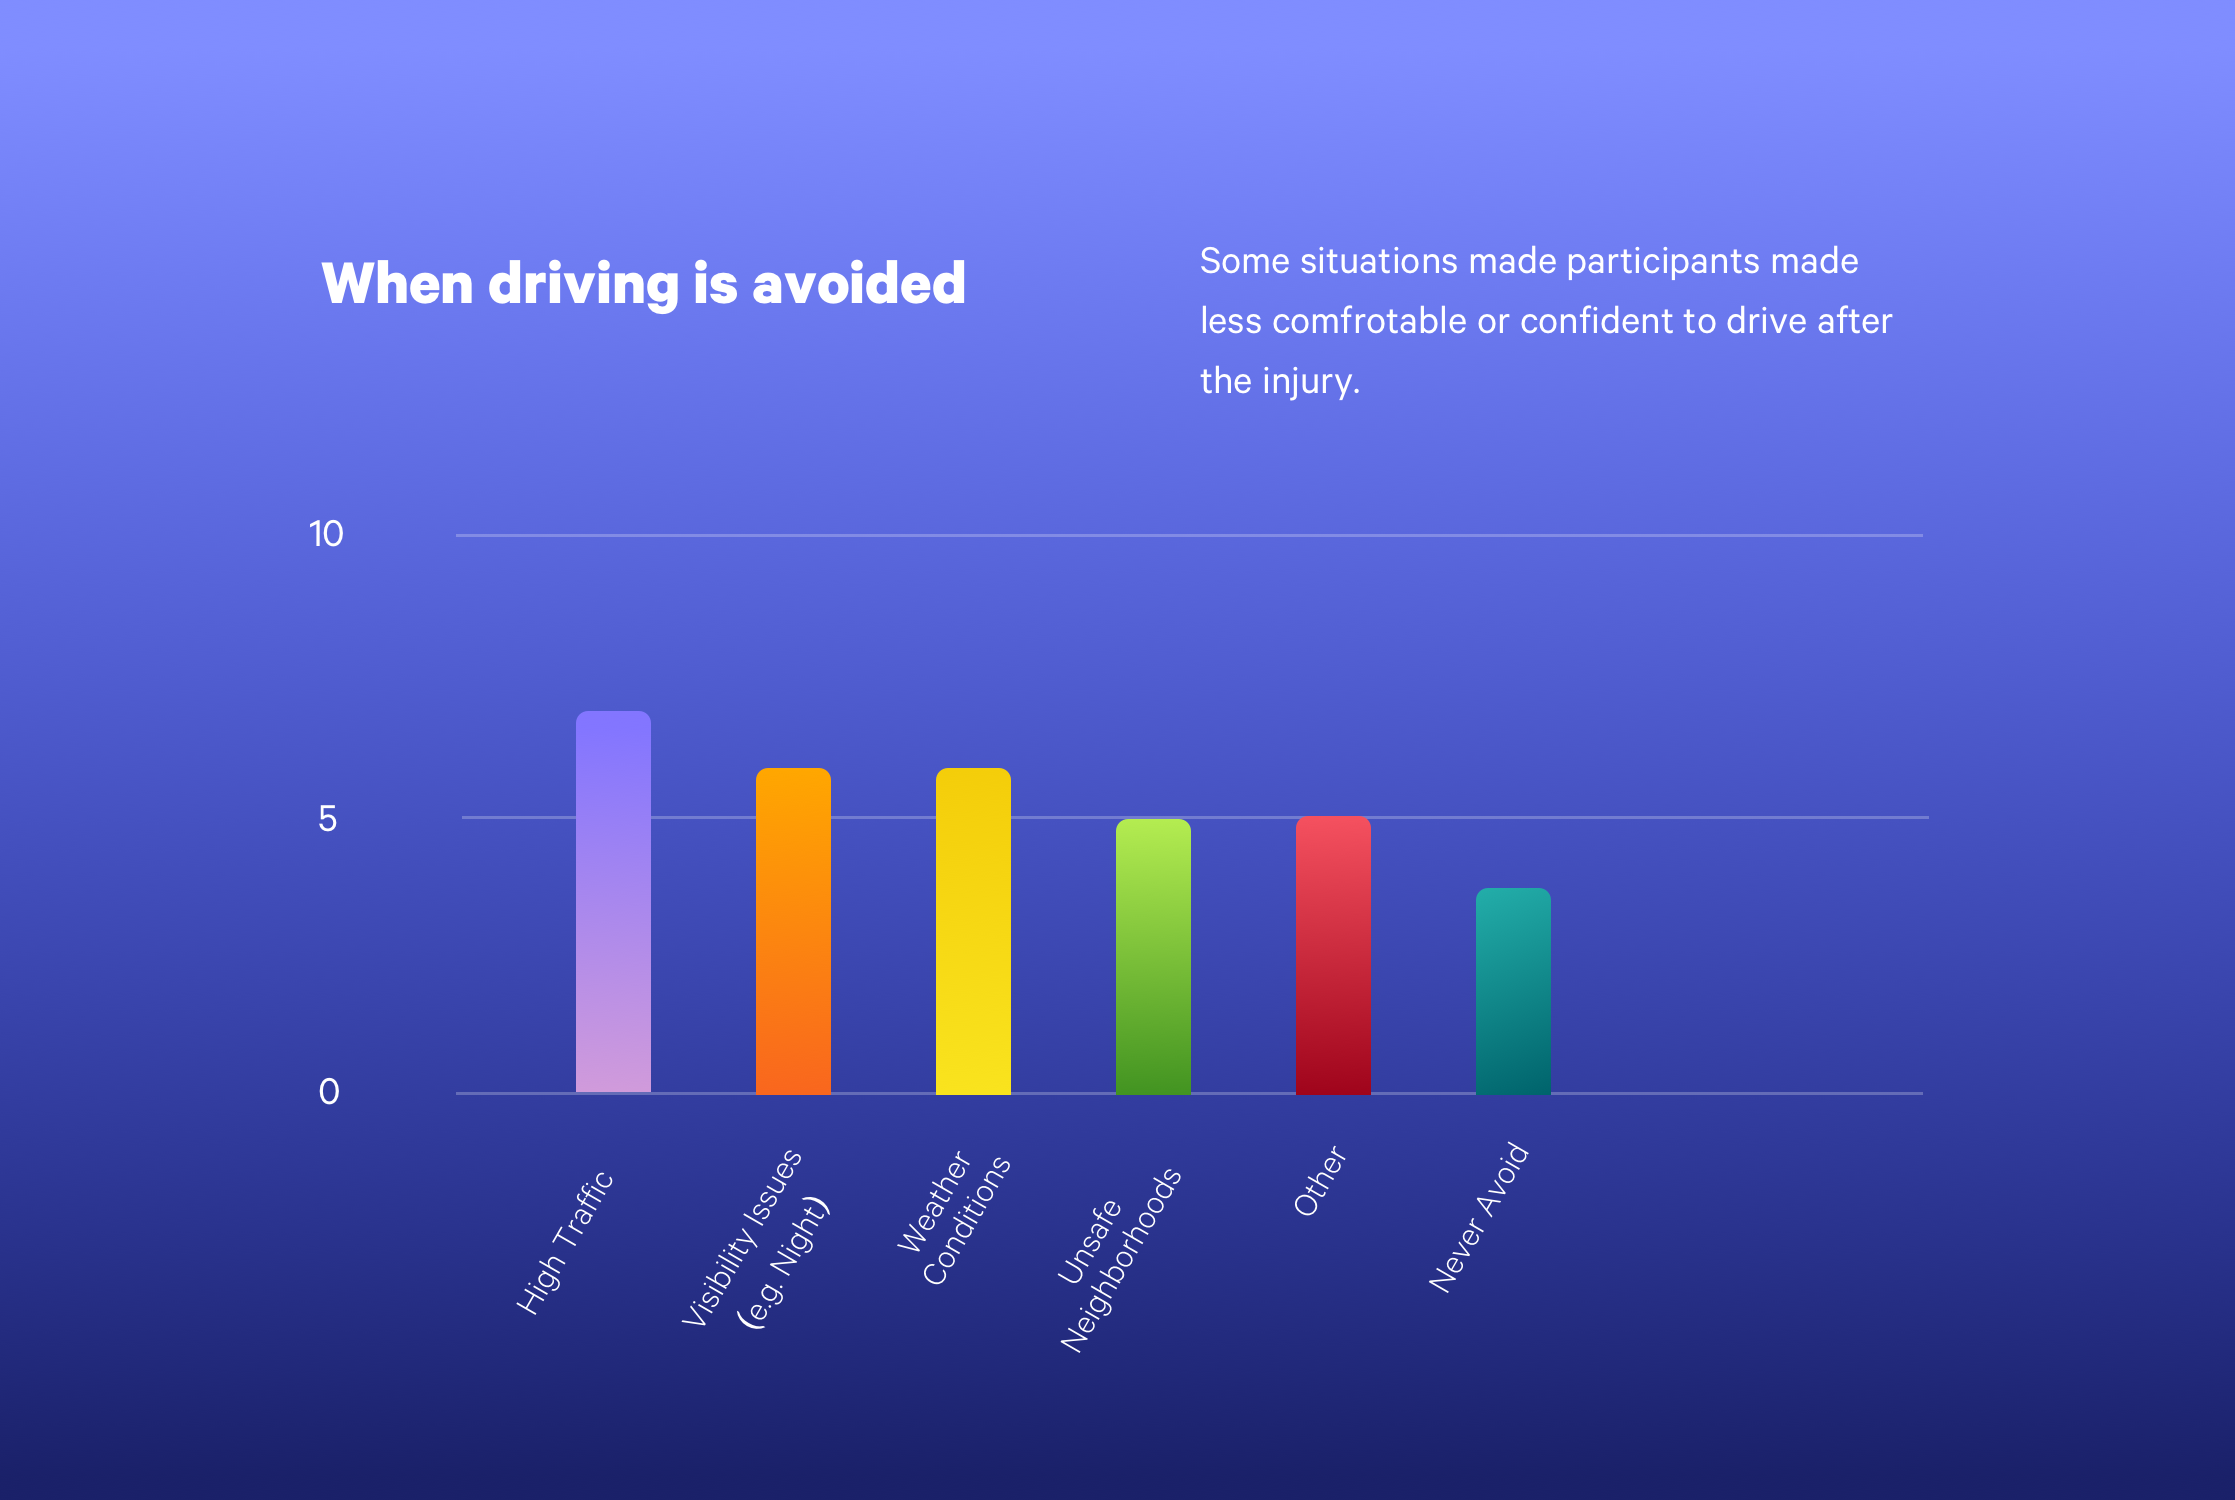 When driving is avoided
Some situations made participants made
less comfrotable or confident to drive after
the injury.
10
5
0
High Traffic
Visibility Issues
(e.g. Night)
Weather
Conditions
Unsafe
Neighborhoods
Other
Never Avoid